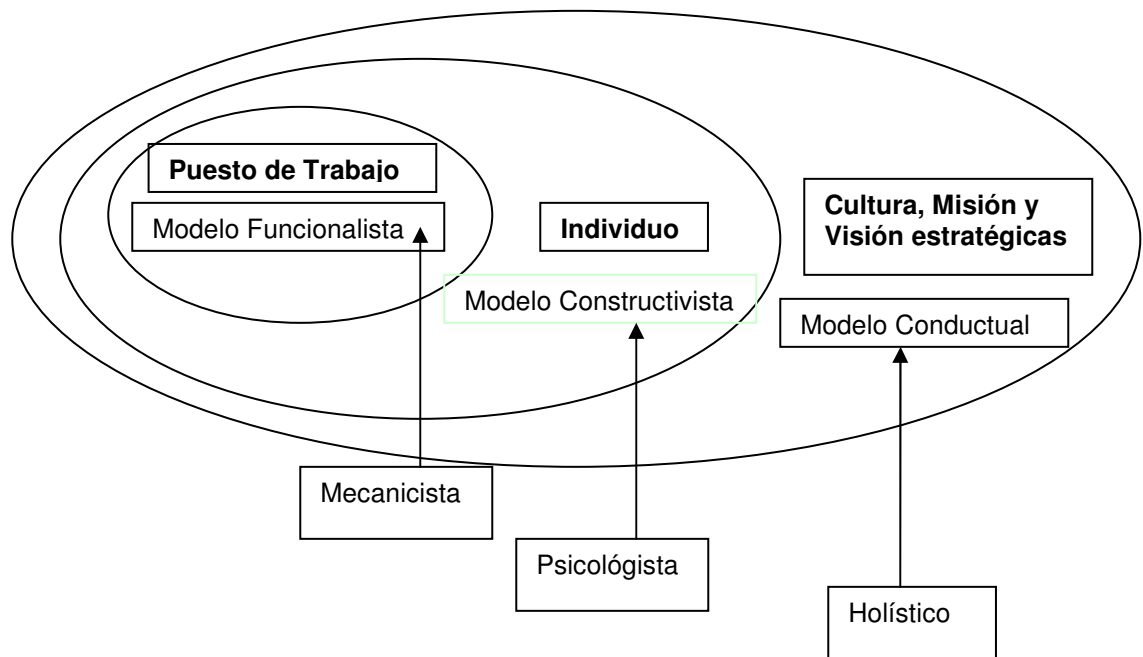 Puesto de Trabajo
Modelo Funcionalista
Individuo
Modelo Constructivista
Cultura, Misión y
Visión estratégicas
Modelo Conductual
Mecanicista
Psicológista
Holístico